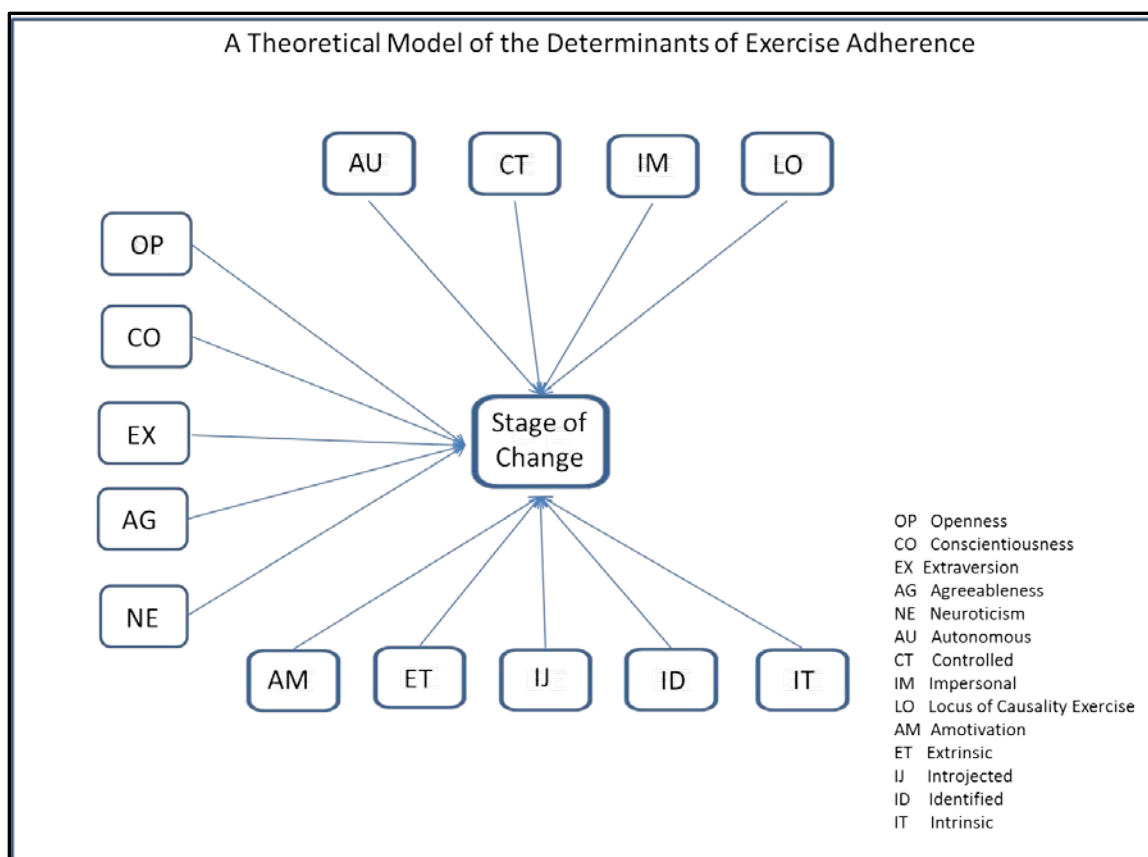 A Theoretical Model of the Determinants of Exercise Adherence
AU
CT
IM
LO
OP
CO
EX
AG
NE
Stage of
Change
AM
ET
IJ
ID
IT
OP Openness
CO Conscientiousness
EX Extraversion
AG Agreeableness
NE Neuroticism
AU Autonomous
CT Controlled
IM Impersonal
LO Locus of Causality Exercise
AM Amotivation
ET Extrinsic
IJ Introjected
ID Identified
IT Intrinsic